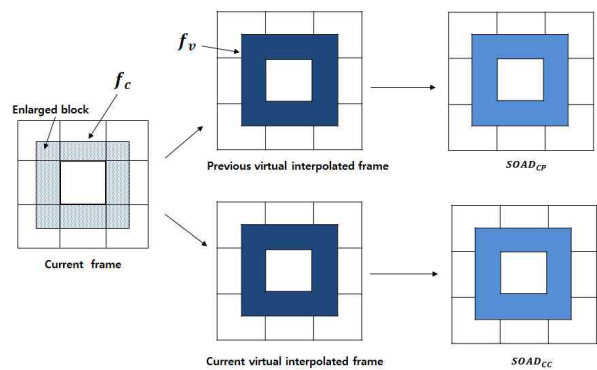 f_v
f_c
Enlarged block
Previous virtual interpolated frame
SOAD_CP
Current frame
Current virtual interpolated frame
SOAD_CC